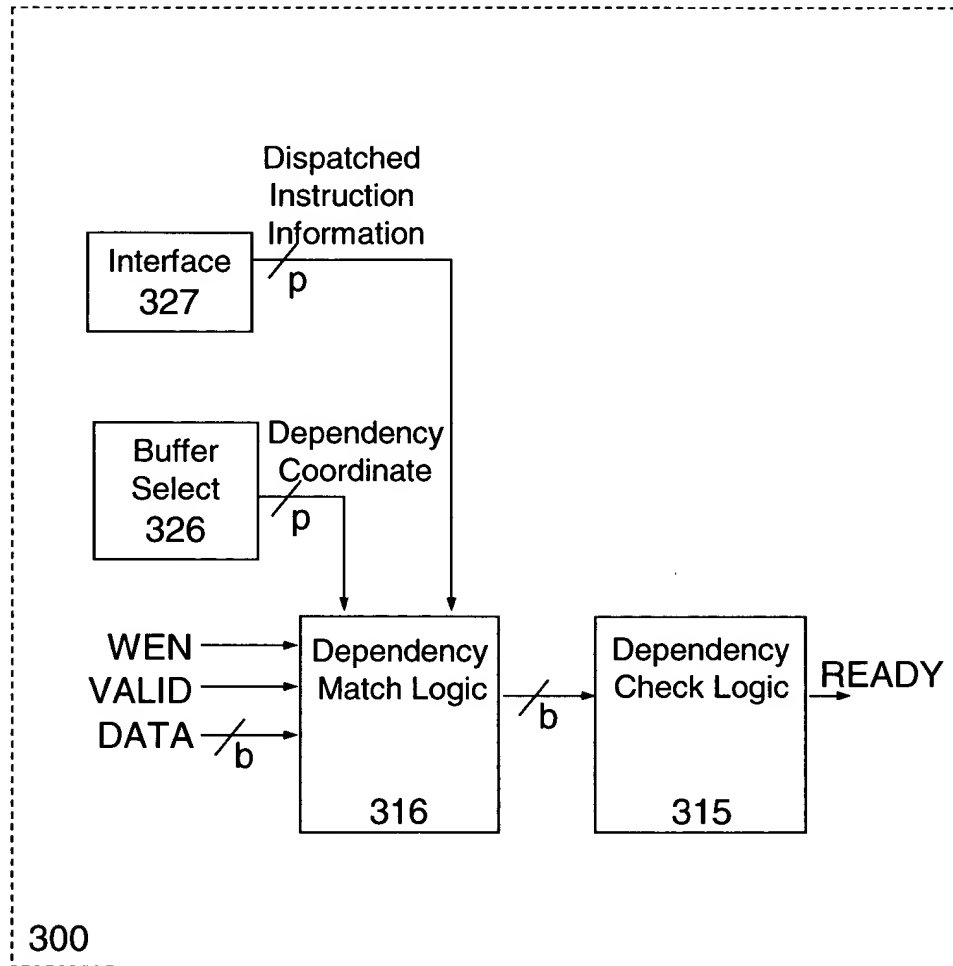 Dispatched
Instruction
Information
Interface
327
p
Dependency
Coordinate
Buffer
Select
326
p
WEN
VALID
DATA
b
Dependency
Match Logic
316
b
Dependency
Check Logic
315
READY
300